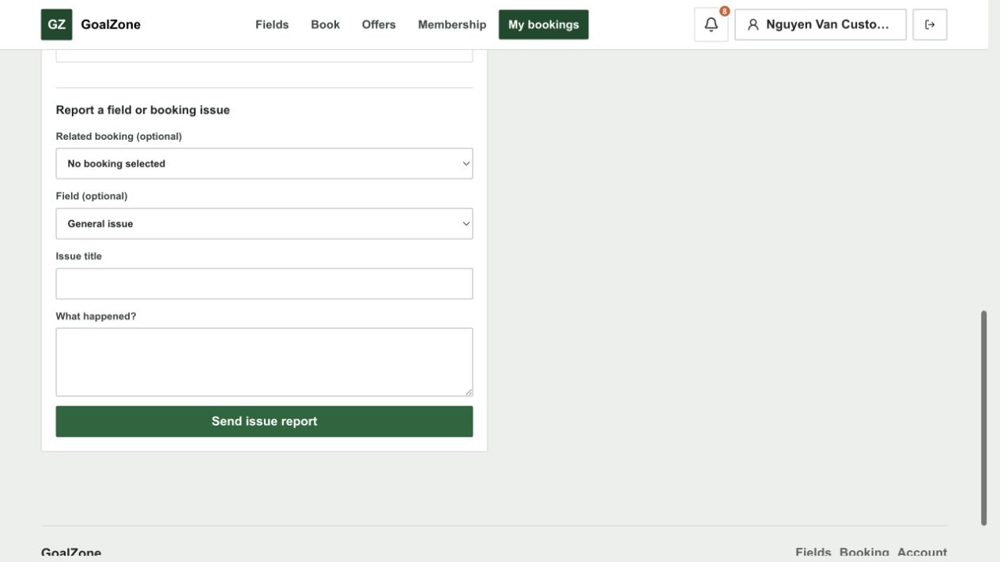 GZ GoalZone Fields Book Offers Membership My bookings 8 Nguyen Van Custo...
Report a field or booking issue
Related booking (optional)
No booking selected
Field (optional)
General issue
Issue title
What happened?
Send issue report
GoalZone Fields Booking Account